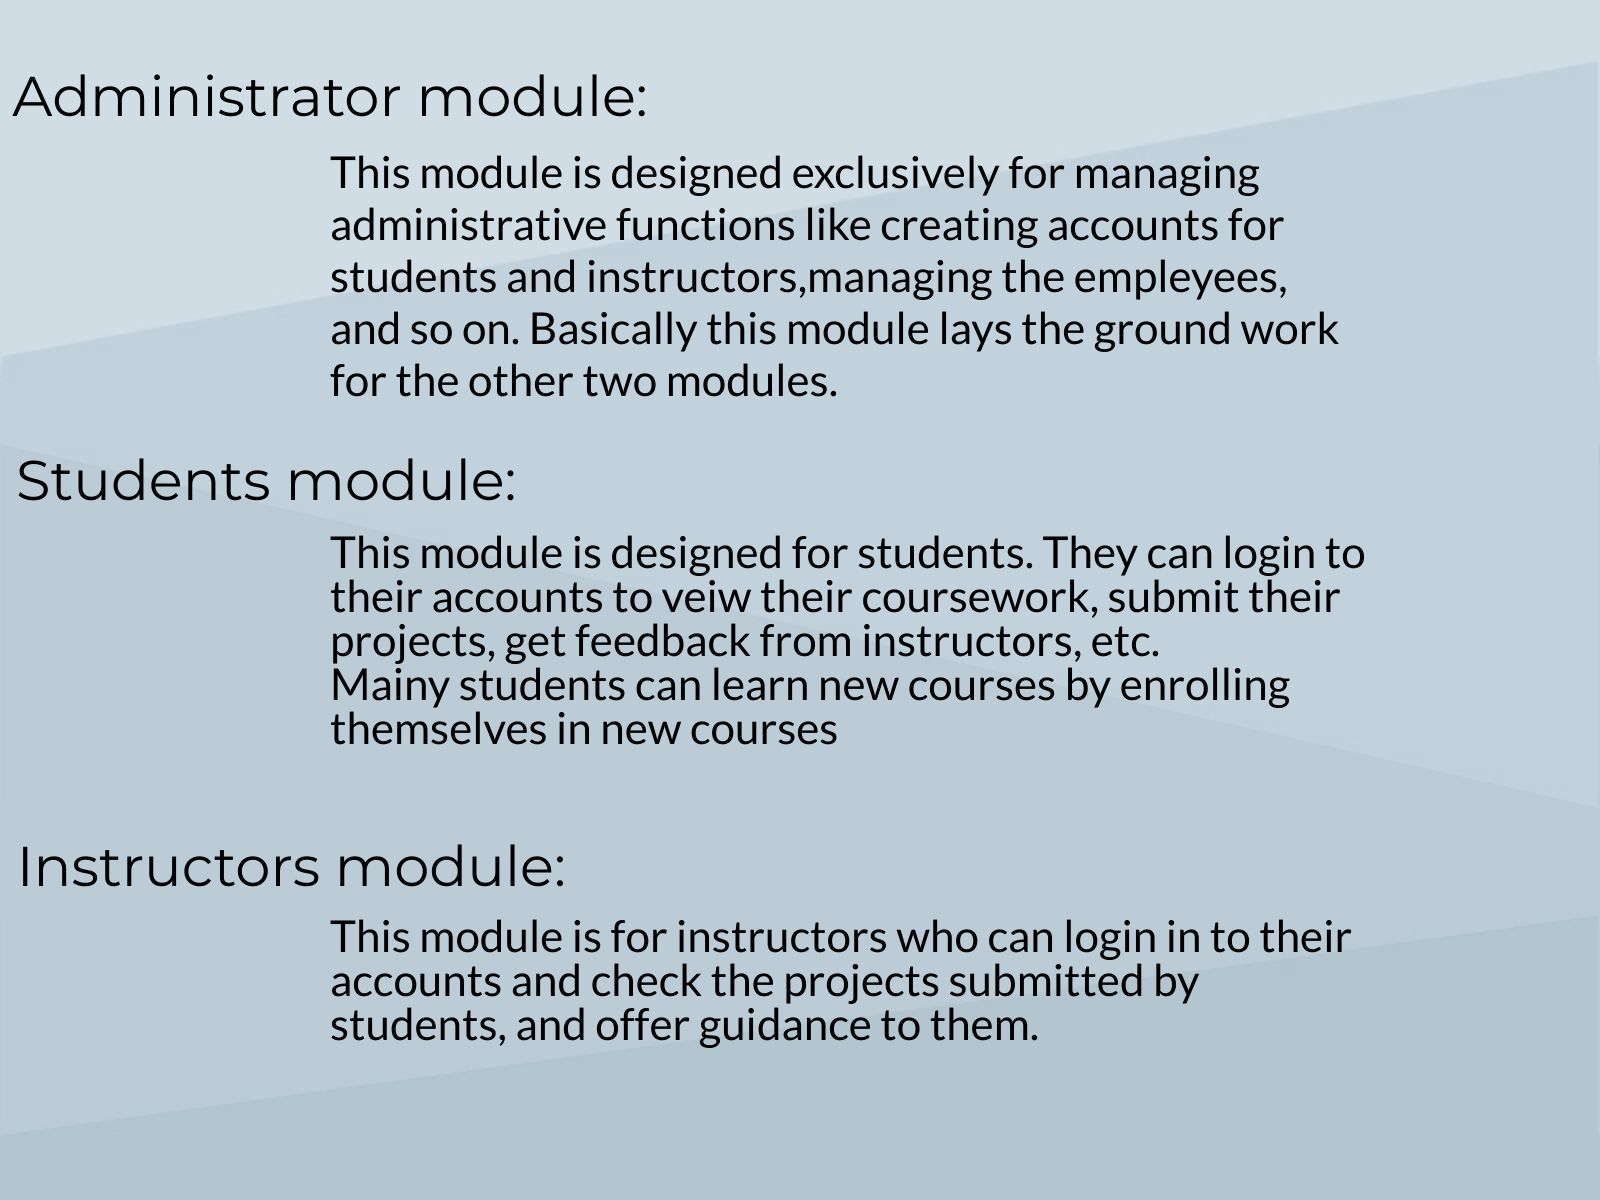 Administrator module:
This module is designed exclusively for managing
administrative functions like creating accounts for
students and instructors,managing the empleyees,
and so on. Basically this module lays the ground work
for the other two modules.
Students module:
This module is designed for students. They can login to
their accounts to veiw their coursework, submit their
projects, get feedback from instructors, etc.
Mainy students can learn new courses by enrolling
themselves in new courses
Instructors module:
This module is for instructors who can login in to their
accounts and check the projects submitted by
students, and offer guidance to them.